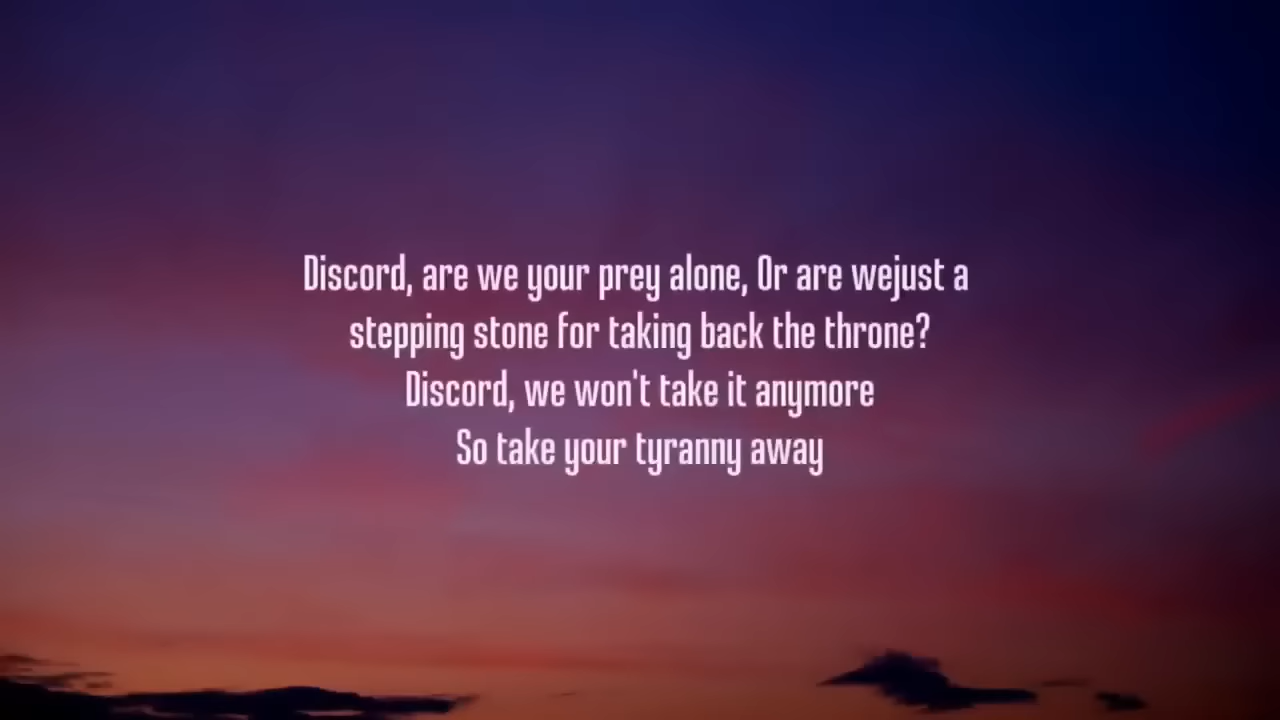 Discord, are we your prey alone, Or are wejust a
stepping stone for taking back the throne?
Discord, we won't take it anymore
So take your tyranny away